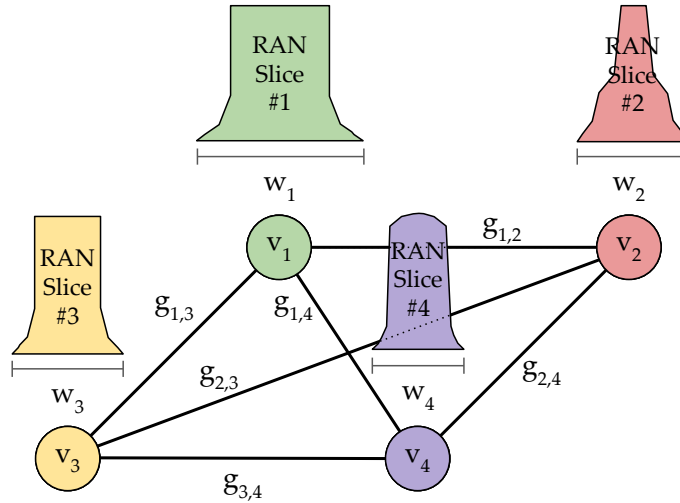 RAN
Slice
#1
RAN
Slice
#2
w₁
w₂
RAN
Slice
#3
v₁
RAN
Slice
#4
g₁,₂
v₂
g₁,₃
g₁,₄
g₂,₃
w₃
w₄
g₂,₄
v₃
v₄
g₃,₄